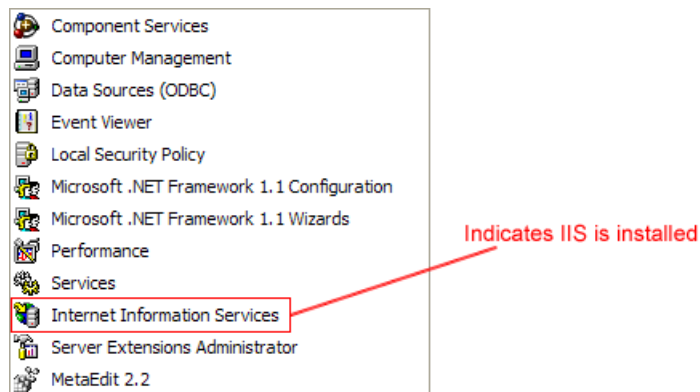 Component Services
Computer Management
Data Sources (ODBC)
Event Viewer
Local Security Policy
Microsoft .NET Framework 1.1 Configuration
Microsoft .NET Framework 1.1 Wizards
Performance
Indicates IIS is installed
Services
Internet Information Services
Server Extensions Administrator
MetaEdit 2.2